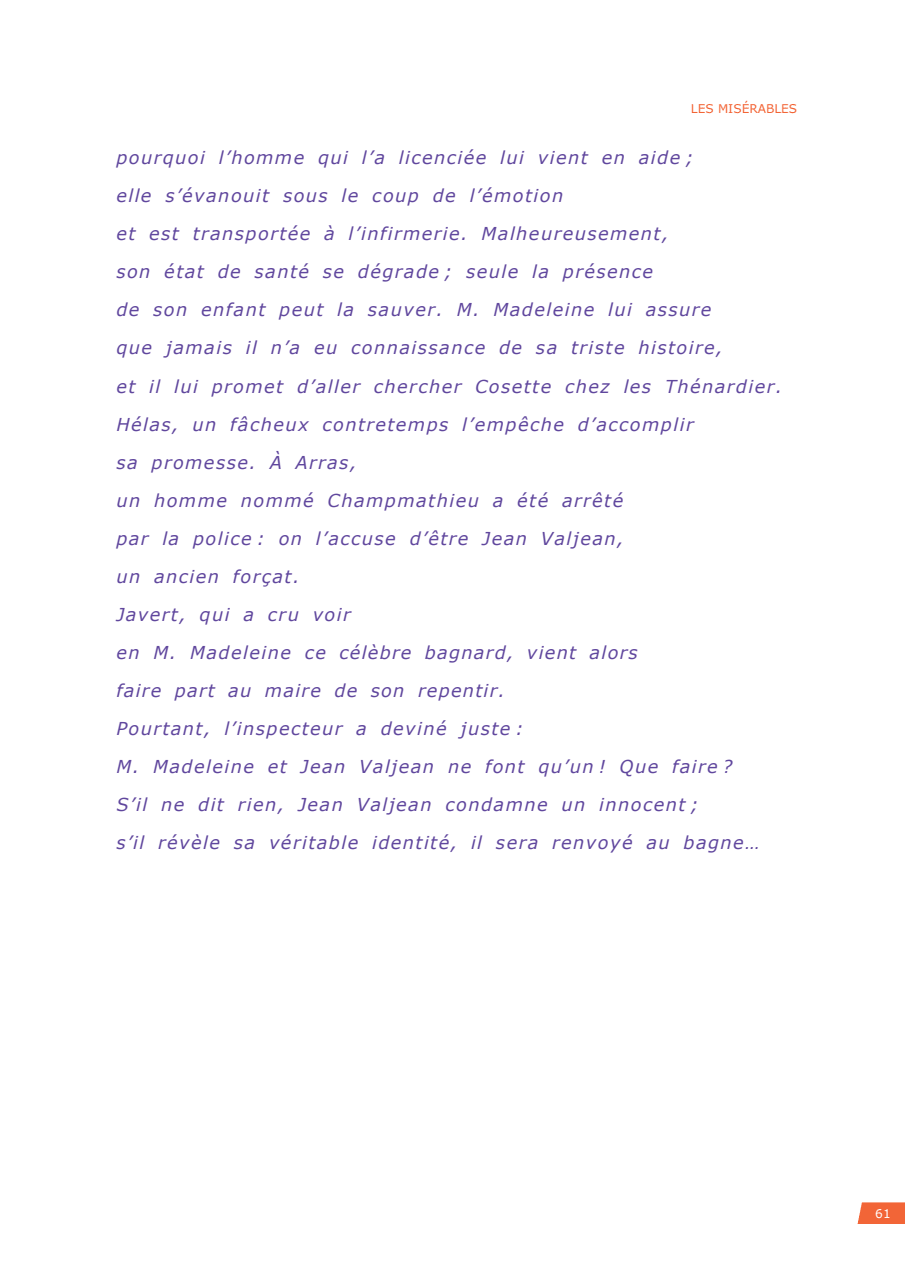 LES MISÉRABLES
pourquoi l’homme qui l’a licenciée lui vient en aide ;
elle s’évanouit sous le coup de l’émotion
et est transportée à l’infirmerie. Malheureusement,
son état de santé se dégrade ; seule la présence
de son enfant peut la sauver. M. Madeleine lui assure
que jamais il n’a eu connaissance de sa triste histoire,
et il lui promet d’aller chercher Cosette chez les Thénardier.
Hélas, un fâcheux contretemps l’empêche d’accomplir
sa promesse. À Arras,
un homme nommé Champmathieu a été arrêté
par la police : on l’accuse d’être Jean Valjean,
un ancien forçat.
Javert, qui a cru voir
en M. Madeleine ce célèbre bagnard, vient alors
faire part au maire de son repentir.
Pourtant, l’inspecteur a deviné juste :
M. Madeleine et Jean Valjean ne font qu’un ! Que faire ?
S’il ne dit rien, Jean Valjean condamne un innocent ;
s’il révèle sa véritable identité, il sera renvoyé au bagne…
61